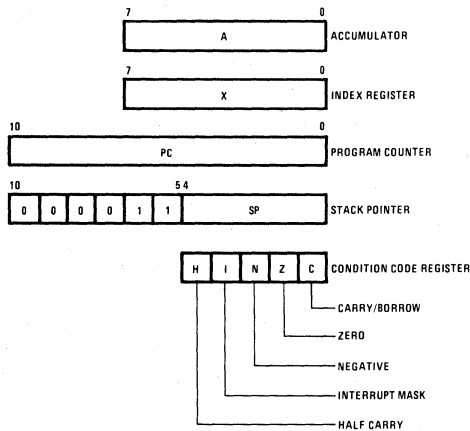 7 0
A ACCUMULATOR
7 0
X INDEX REGISTER
10 0
PC PROGRAM COUNTER
10 5 4
0 0 0 0 1 1 SP STACK POINTER
H I N Z C CONDITION CODE REGISTER
CARRY/BORROW
ZERO
NEGATIVE
INTERRUPT MASK
HALF CARRY